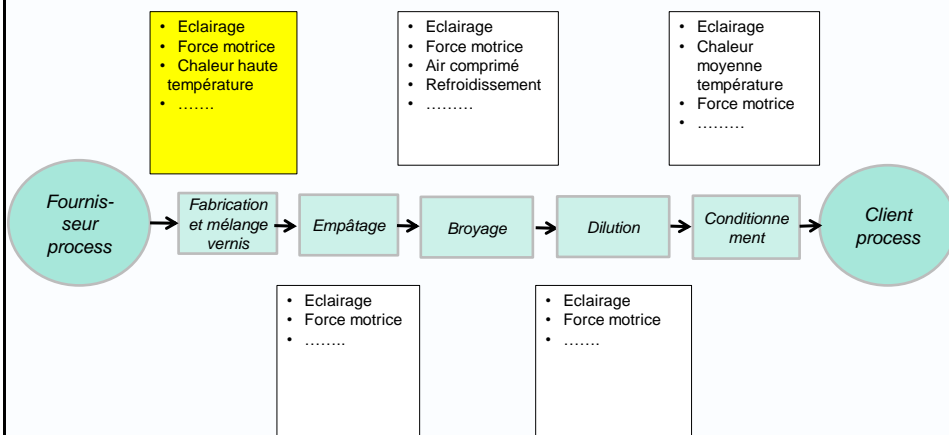 • Eclairage
• Force motrice
• Chaleur haute
température
• …….
• Eclairage
• Force motrice
• Air comprimé
• Refroidissement
• ………
• Eclairage
• Chaleur
moyenne
température
• Force motrice
• ………
Fournis-
seur
process
Fabrication
et mélange
vernis
Empâtage
Broyage
Dilution
Conditionne
ment
Client
process
• Eclairage
• Force motrice
• ……..
• Eclairage
• Force motrice
• …….